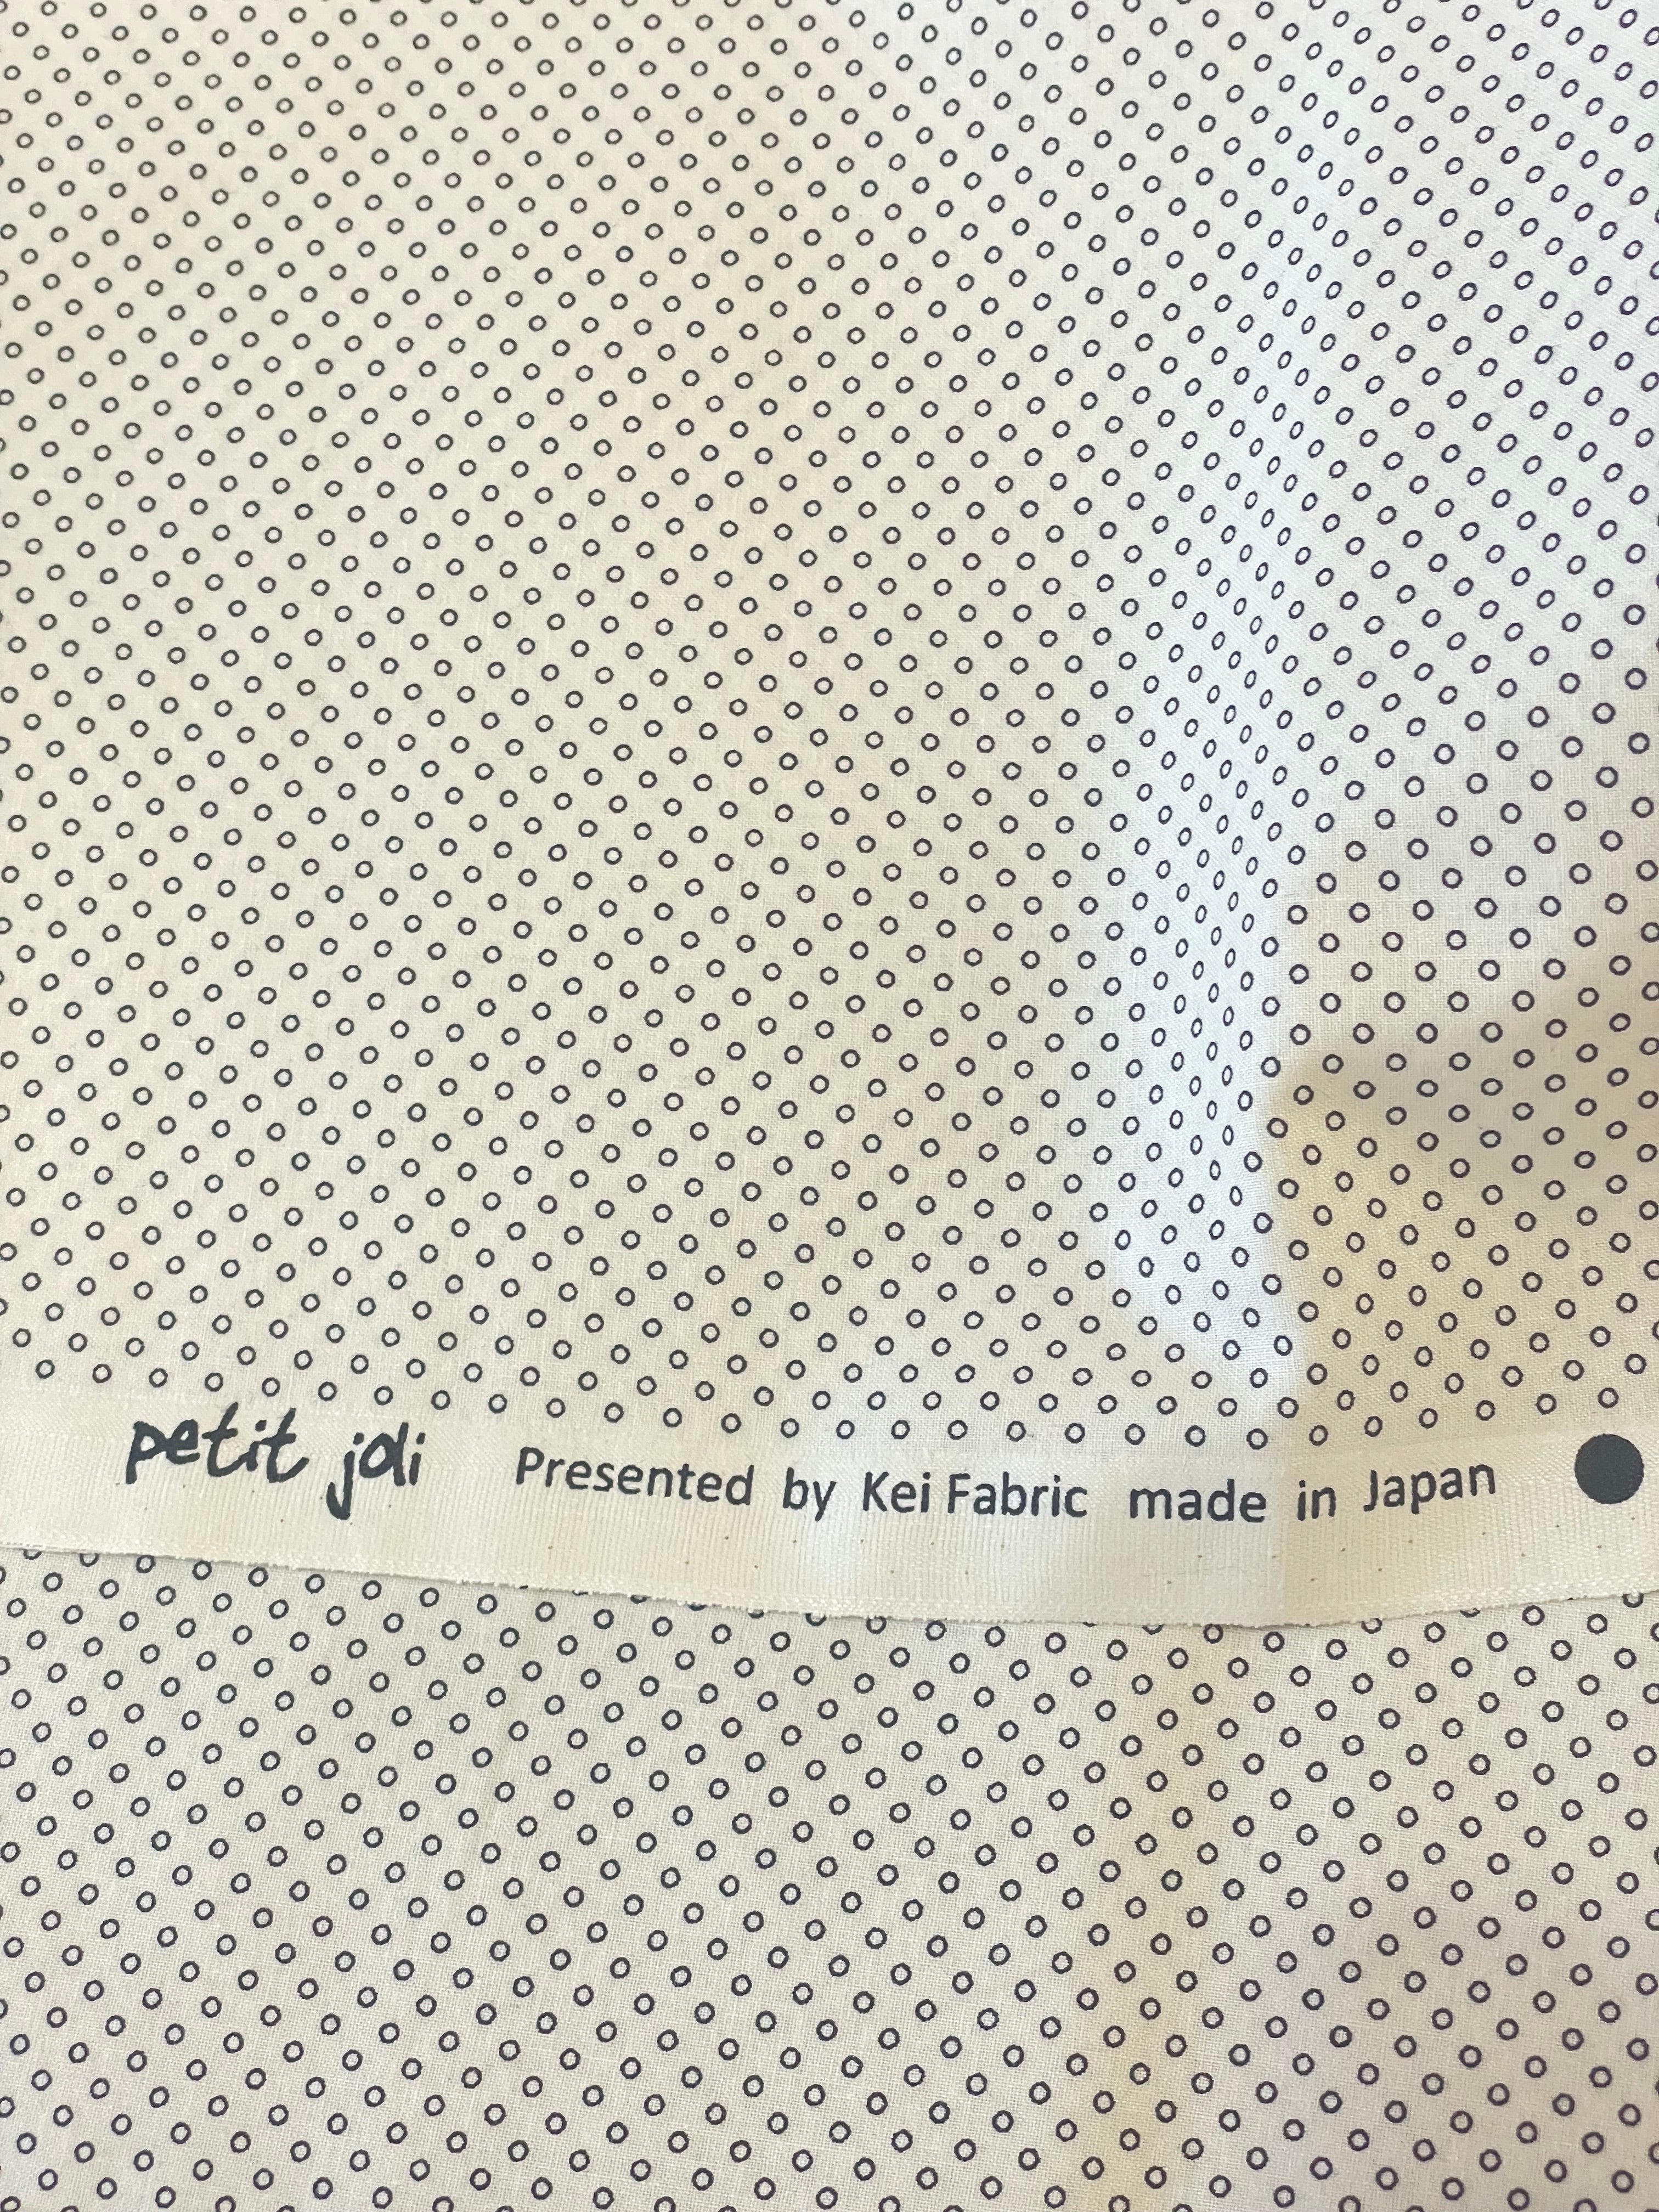 petit joli Presented by Kei Fabric made in Japan